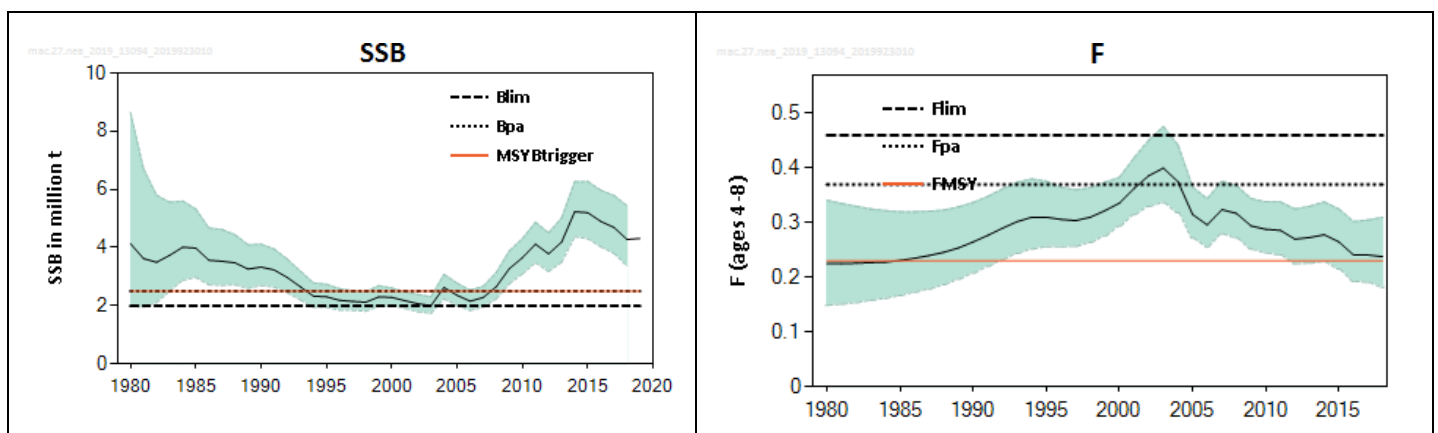 mac.27.nea_2019_13094_2019923010
SSB
10
8
6
4
2
0
SSB in million t
Blim
Bpa
MSYBtrigger
1980 1985 1990 1995 2000 2005 2010 2015 2020
mac.27.nea_2019_13094_2019923010
F
0.5
0.4
0.3
0.2
0.1
0
F (ages 4-8)
Flim
Fpa
FMSY
1980 1985 1990 1995 2000 2005 2010 2015